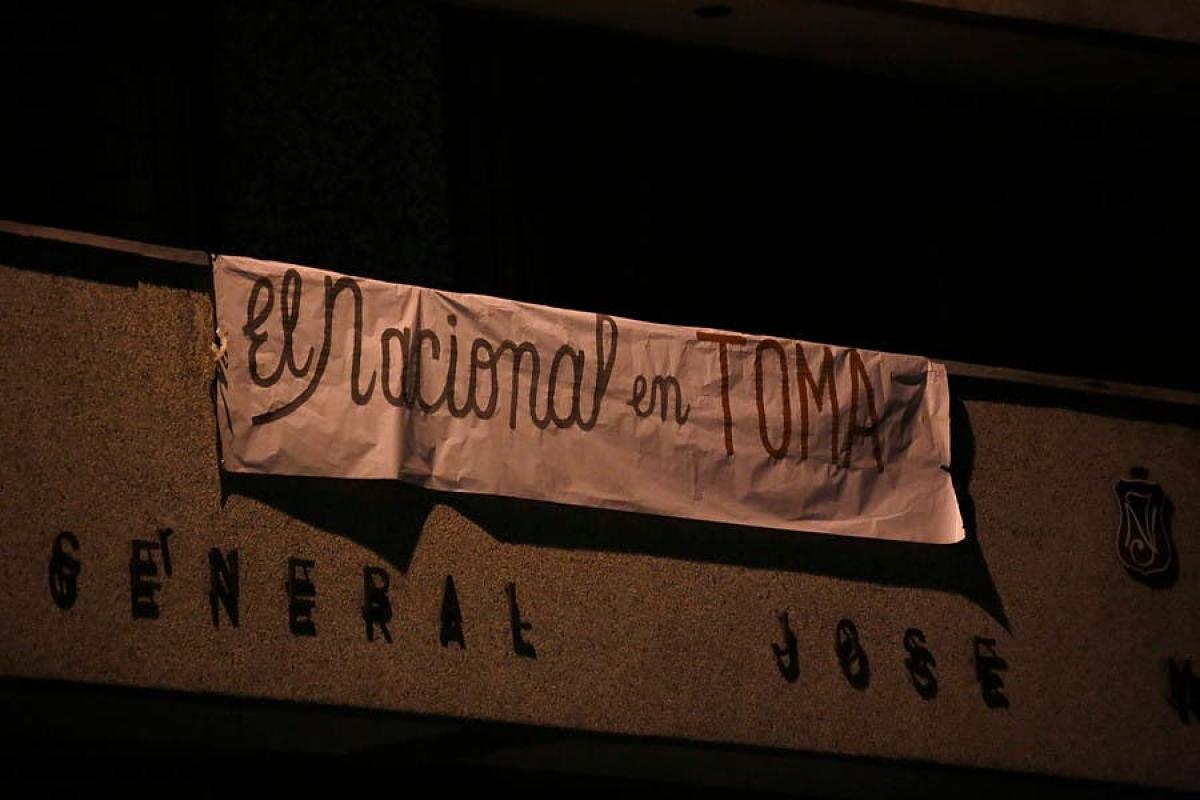 El Nacional en TOMA
GENERAL JOSE
N